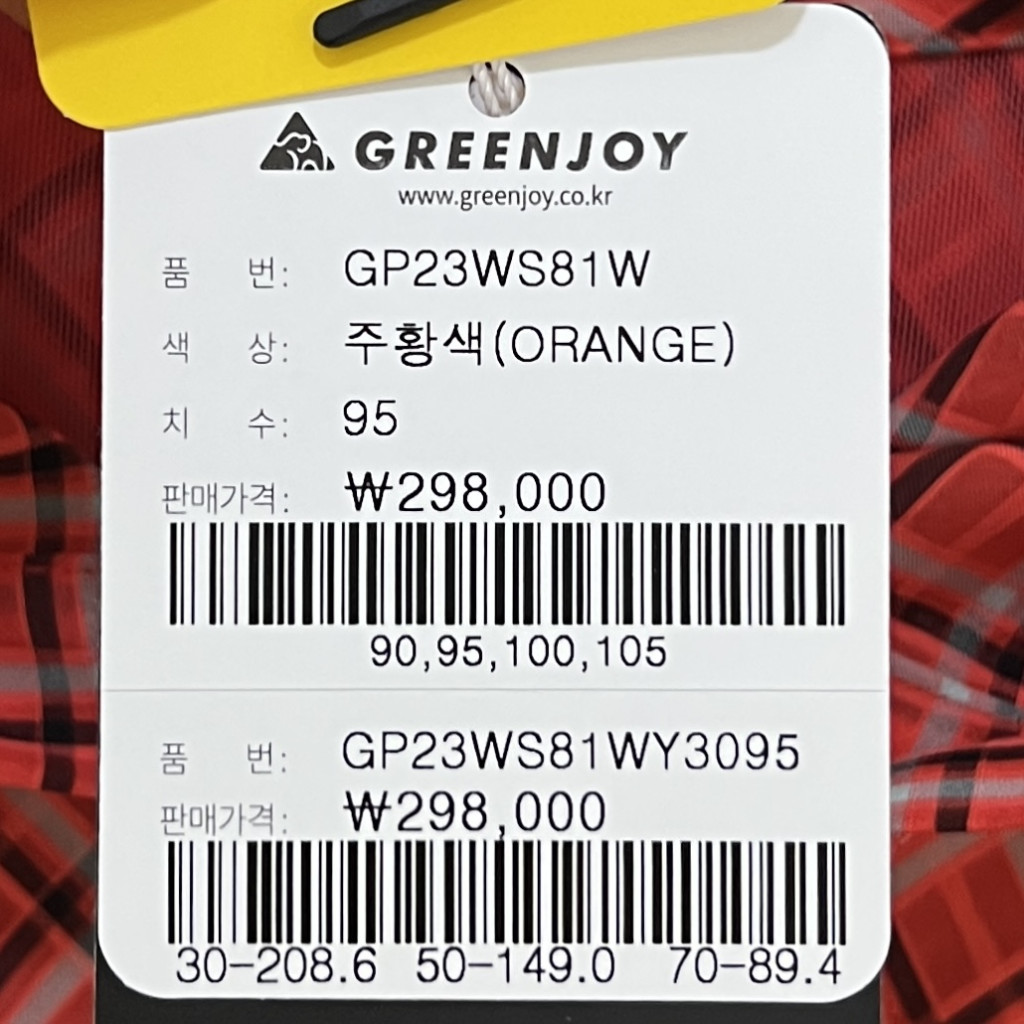 GREENJOY
www.greenjoy.co.kr
품 번: GP23WS81W
색 상: 주황색(ORANGE)
치 수: 95
판매가격: ₩298,000
90,95,100,105
품 번: GP23WS81WY3095
판매가격: ₩298,000
30-208.6 50-149.0 70-89.4